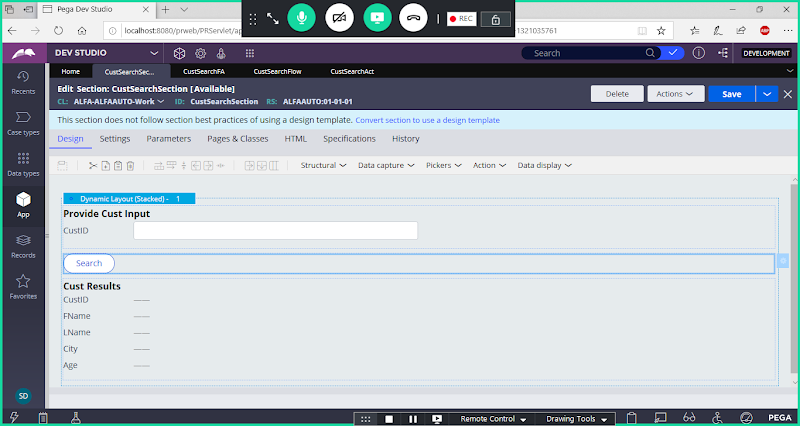 Pega Dev Studio
localhost:8080/prweb/PRServlet/ap
1321035761
REC
DEV STUDIO
Search
DEVELOPMENT
Home
CustSearchSec...
CustSearchFA
CustSearchFlow
CustSearchAct
Edit Section: CustSearchSection [Available]
CL: ALFA-ALFAAUTO-Work ID: CustSearchSection RS: ALFAAUTO:01-01-01
Delete
Actions
Save
This section does not follow section best practices of using a design template. Convert section to use a design template
Design Settings Parameters Pages & Classes HTML Specifications History
Structural Data capture Pickers Action Data display
Recents
Case types
Data types
App
Records
Favorites
SD
Dynamic Layout (Stacked) - 1
Provide Cust Input
CustID
Search
Cust Results
CustID
FName
LName
City
Age
Remote Control
Drawing Tools
PEGA